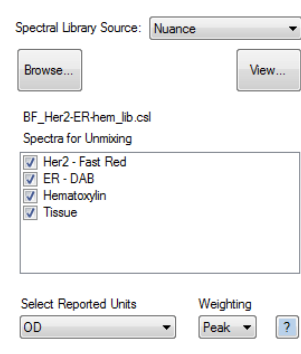 Spectral Library Source: Nuance
Browse... View...
BF_Her2-ER-hem_lib.csl
Spectra for Unmixing
Her2 - Fast Red
ER - DAB
Hematoxylin
Tissue
Select Reported Units Weighting
OD Peak ?